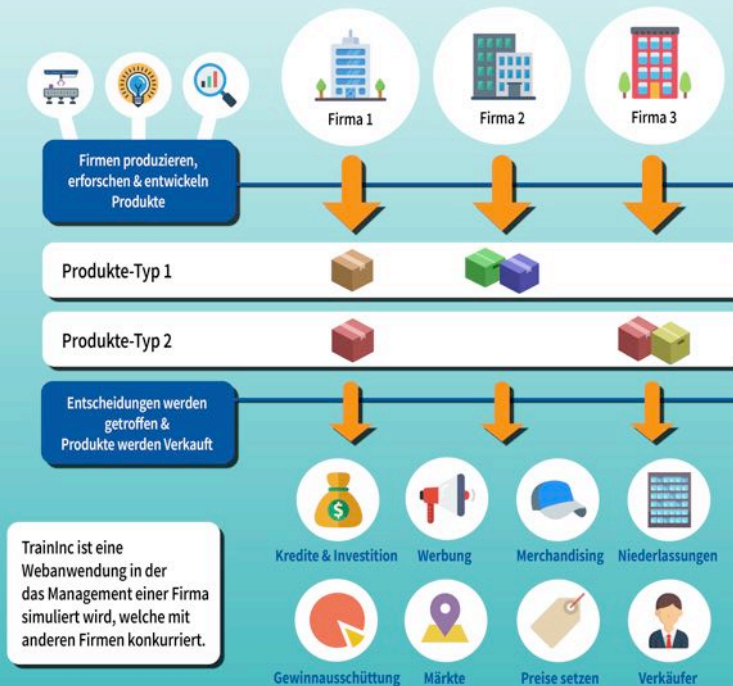 Firma 1
Firma 2
Firma 3
Firmen produzieren,
erforschen & entwickeln
Produkte
Produkte-Typ 1
Produkte-Typ 2
Entscheidungen werden
getroffen &
Produkte werden Verkauft
Kredite & Investition
Werbung
Merchandising
Niederlassungen
TrainInc ist eine
Webanwendung in der
das Management einer Firma
simuliert wird, welche mit
anderen Firmen konkurriert.
Gewinnausschüttung
Märkte
Preise setzen
Verkäufer